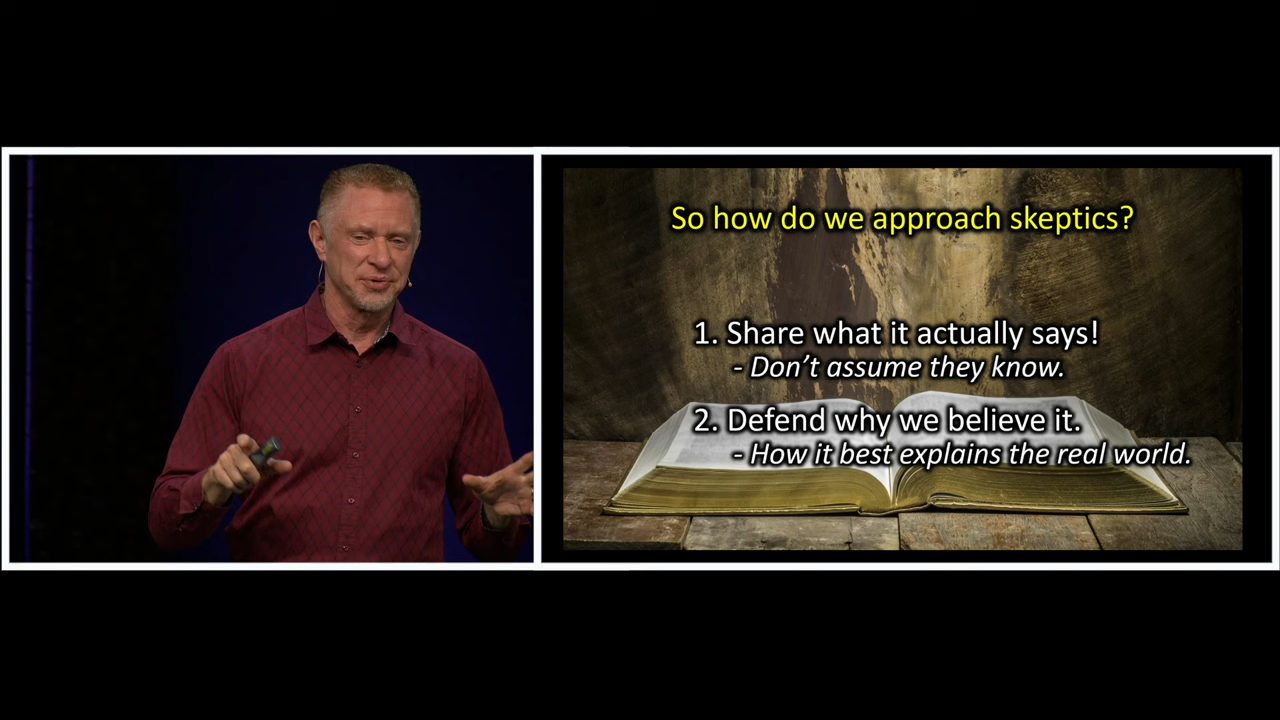 So how do we approach skeptics?
1. Share what it actually says!
- Don’t assume they know.
2. Defend why we believe it.
- How it best explains the real world.